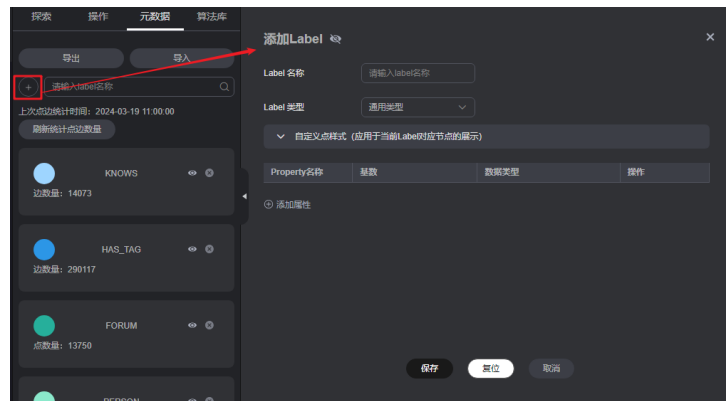 探索 操作 元数据 算法库
导出 导入
+ 请输入label名称
上次点边统计时间：2024-03-19 11:00:00
刷新统计点边数量
KNOWS
边数量：14073
HAS_TAG
边数量：290117
FORUM
点数量：13750
PERSON
添加Label
Label 名称 请输入label名称
Label 类型 通用类型
自定义点样式 (应用于当前Label对应节点的展示)
Property名称 基数 数据类型 操作
添加属性
保存 复位 取消